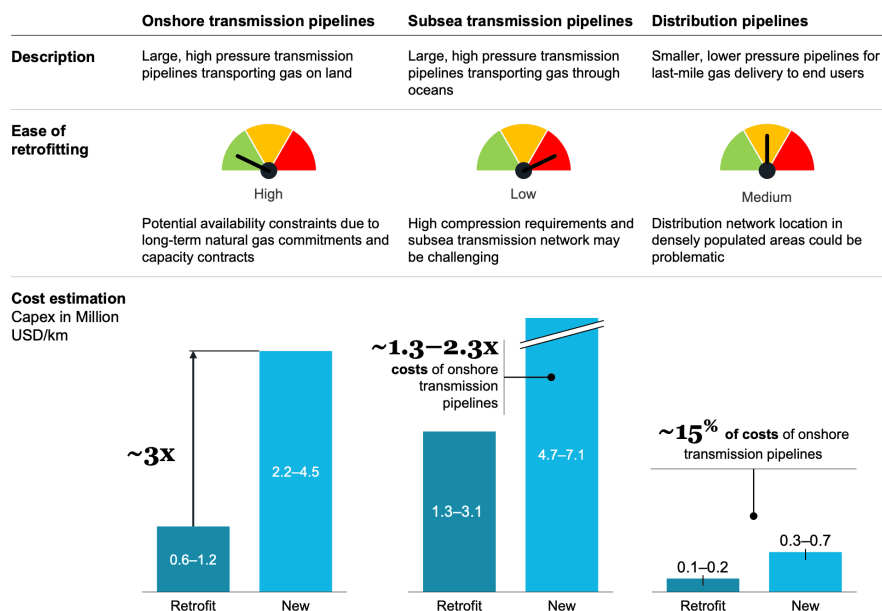 Onshore transmission pipelines
Subsea transmission pipelines
Distribution pipelines
Description
Large, high pressure transmission
pipelines transporting gas on land
Large, high pressure transmission
pipelines transporting gas through
oceans
Smaller, lower pressure pipelines for
last-mile gas delivery to end users
Ease of
retrofitting
High
Low
Medium
Potential availability constraints due to
long-term natural gas commitments and
capacity contracts
High compression requirements and
subsea transmission network may
be challenging
Distribution network location in
densely populated areas could be
problematic
Cost estimation
Capex in Million
USD/km
~3x
0.6–1.2
2.2–4.5
Retrofit
New
~1.3–2.3x
costs of onshore
transmission
pipelines
1.3–3.1
4.7–7.1
Retrofit
New
~15% of costs of onshore
transmission pipelines
0.1–0.2
0.3–0.7
Retrofit
New